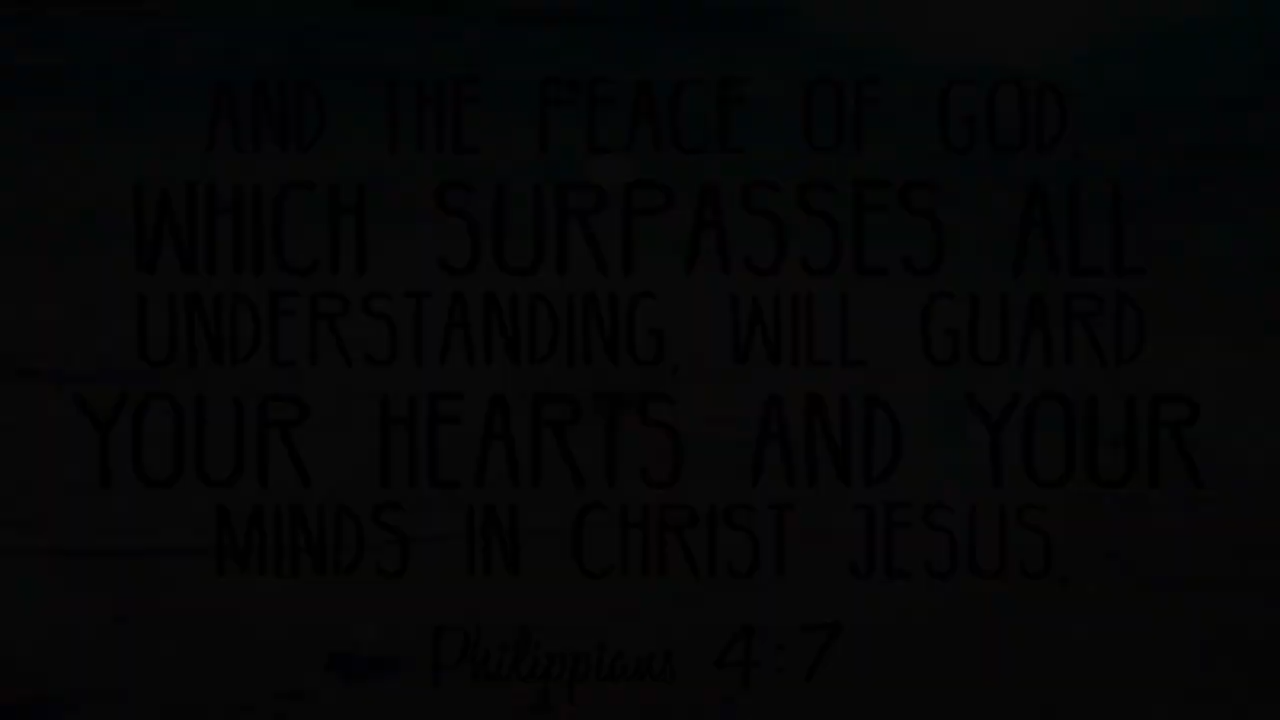 AND THE PEACE OF GOD,
WHICH SURPASSES ALL
UNDERSTANDING, WILL GUARD
YOUR HEARTS AND YOUR
MINDS IN CHRIST JESUS.
Philippians 4:7